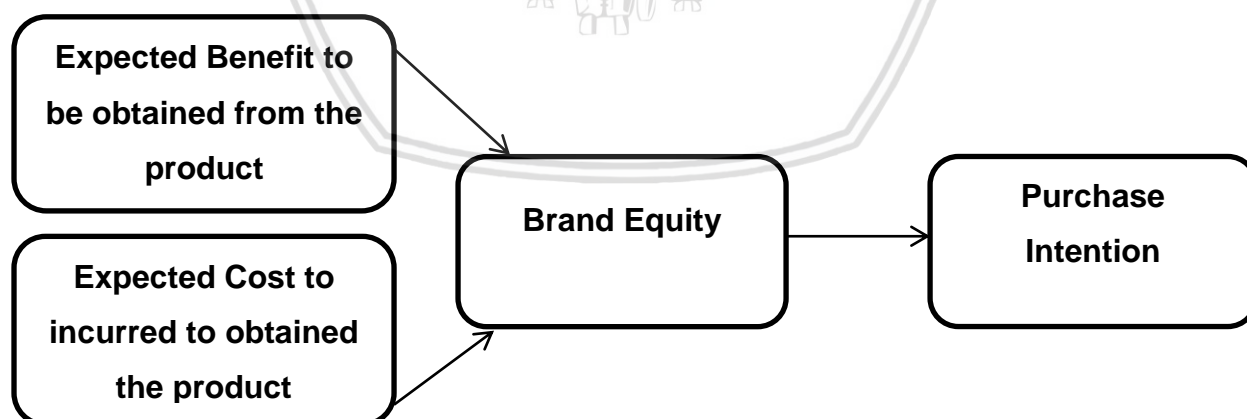 Expected Benefit to
be obtained from the
product
Brand Equity
Purchase
Intention
Expected Cost to
incurred to obtained
the product